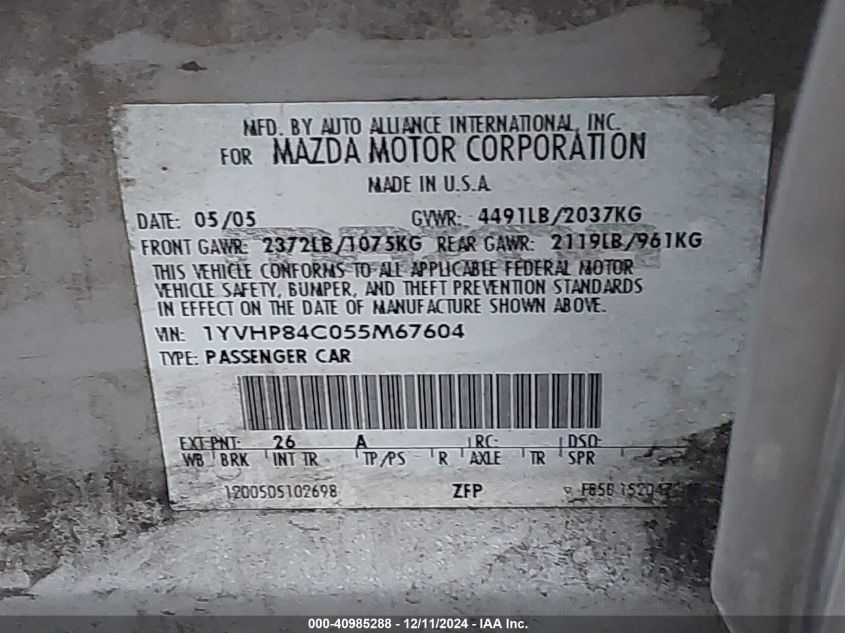 MFD. BY AUTO ALLIANCE INTERNATIONAL, INC.
FOR MAZDA MOTOR CORPORATION
MADE IN U.S.A
DATE: 05/05 GVWR: 4491LB/2037KG
FRONT GAWR: 2372LB/1075KG REAR GAWR: 2119LB/961KG
THIS VEHICLE CONFORMS TO ALL APPLICABLE FEDERAL MOTOR
VEHICLE SAFETY, BUMPER, AND THEFT PREVENTION STANDARDS
IN EFFECT ON THE DATE OF MANUFACTURE SHOWN ABOVE.
VIN: 1YVHP84C055M67604
TYPE: PASSENGER CAR
EXT PNT: 26 A RC: DSO:
WB BRK INT TR TP/PS R AXLE TR SPR
1200505102698 ZFP
000-40985288 - 12/11/2024 - IAA Inc.